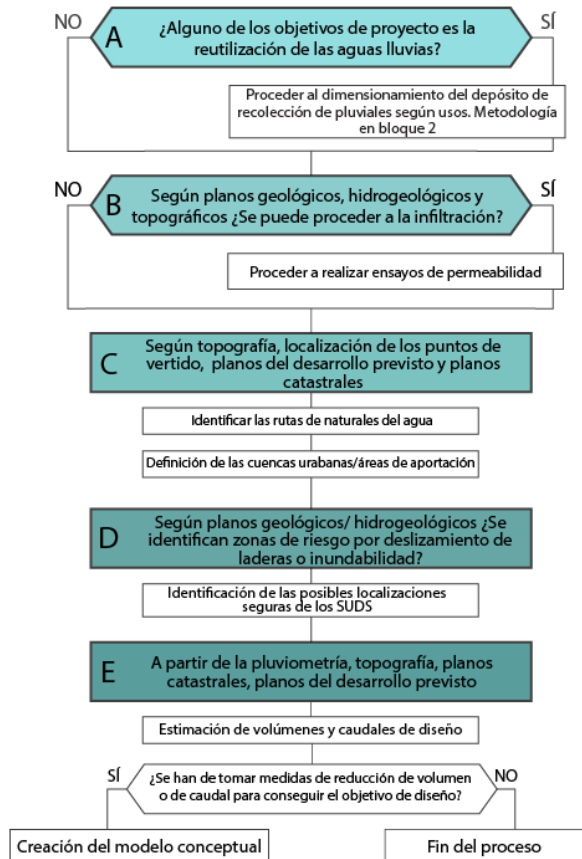 NO
SÍ
A
¿Alguno de los objetivos de proyecto es la
reutilización de las aguas lluvias?
Proceder al dimensionamiento del depósito de
recolección de pluviales según usos. Metodología
en bloque 2
NO
SÍ
B
Según planos geológicos, hidrogeológicos y
topográficos ¿Se puede proceder a la infiltración?
Proceder a realizar ensayos de permeabilidad
C
Según topografía, localización de los puntos de
vertido, planos del desarrollo previsto y planos
catastrales
Identificar las rutas de naturales del agua
Definición de las cuencas urabanas/áreas de aportación
D
Según planos geológicos/ hidrogeológicos ¿Se
identifican zonas de riesgo por deslizamiento de
laderas o inundabilidad?
Identificación de las posibles localizaciones
seguras de los SUDS
E
A partir de la pluviometría, topografía, planos
catastrales, planos del desarrollo previsto
Estimación de volúmenes y caudales de diseño
SÍ
¿Se han de tomar medidas de reducción de volumen
o de caudal para conseguir el objetivo de diseño?
NO
Creación del modelo conceptual
Fin del proceso